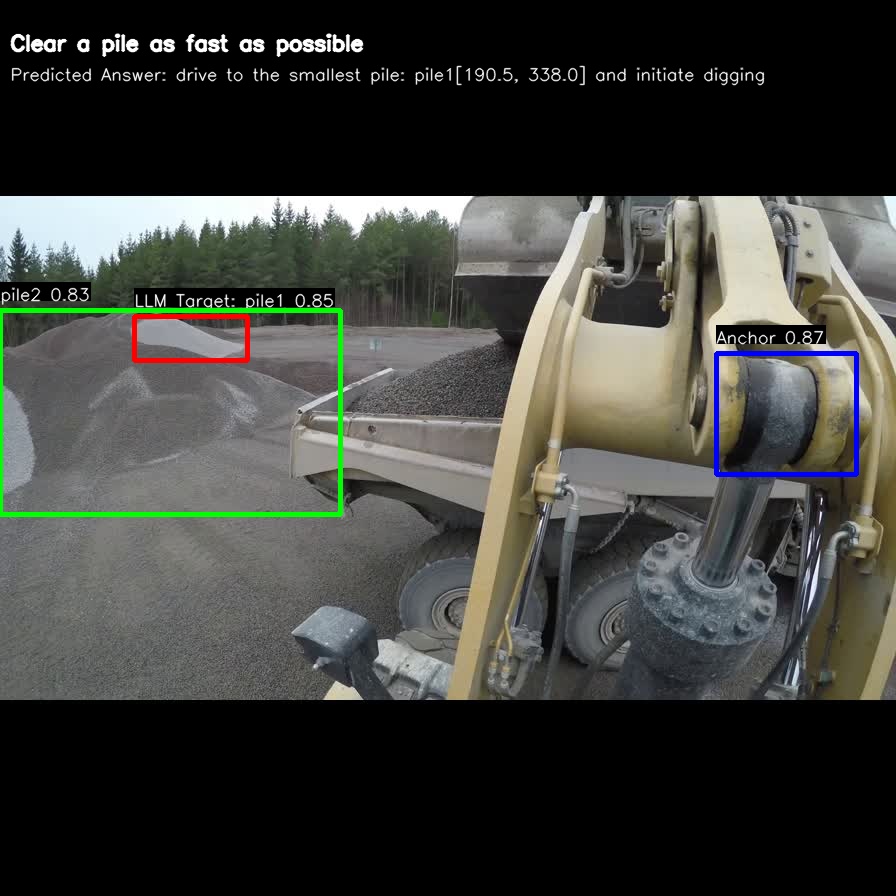 Clear a pile as fast as possible
Predicted Answer: drive to the smallest pile: pile1[190.5, 338.0] and initiate digging
pile2 0.83
LLM Target: pile1 0.85
Anchor 0.87